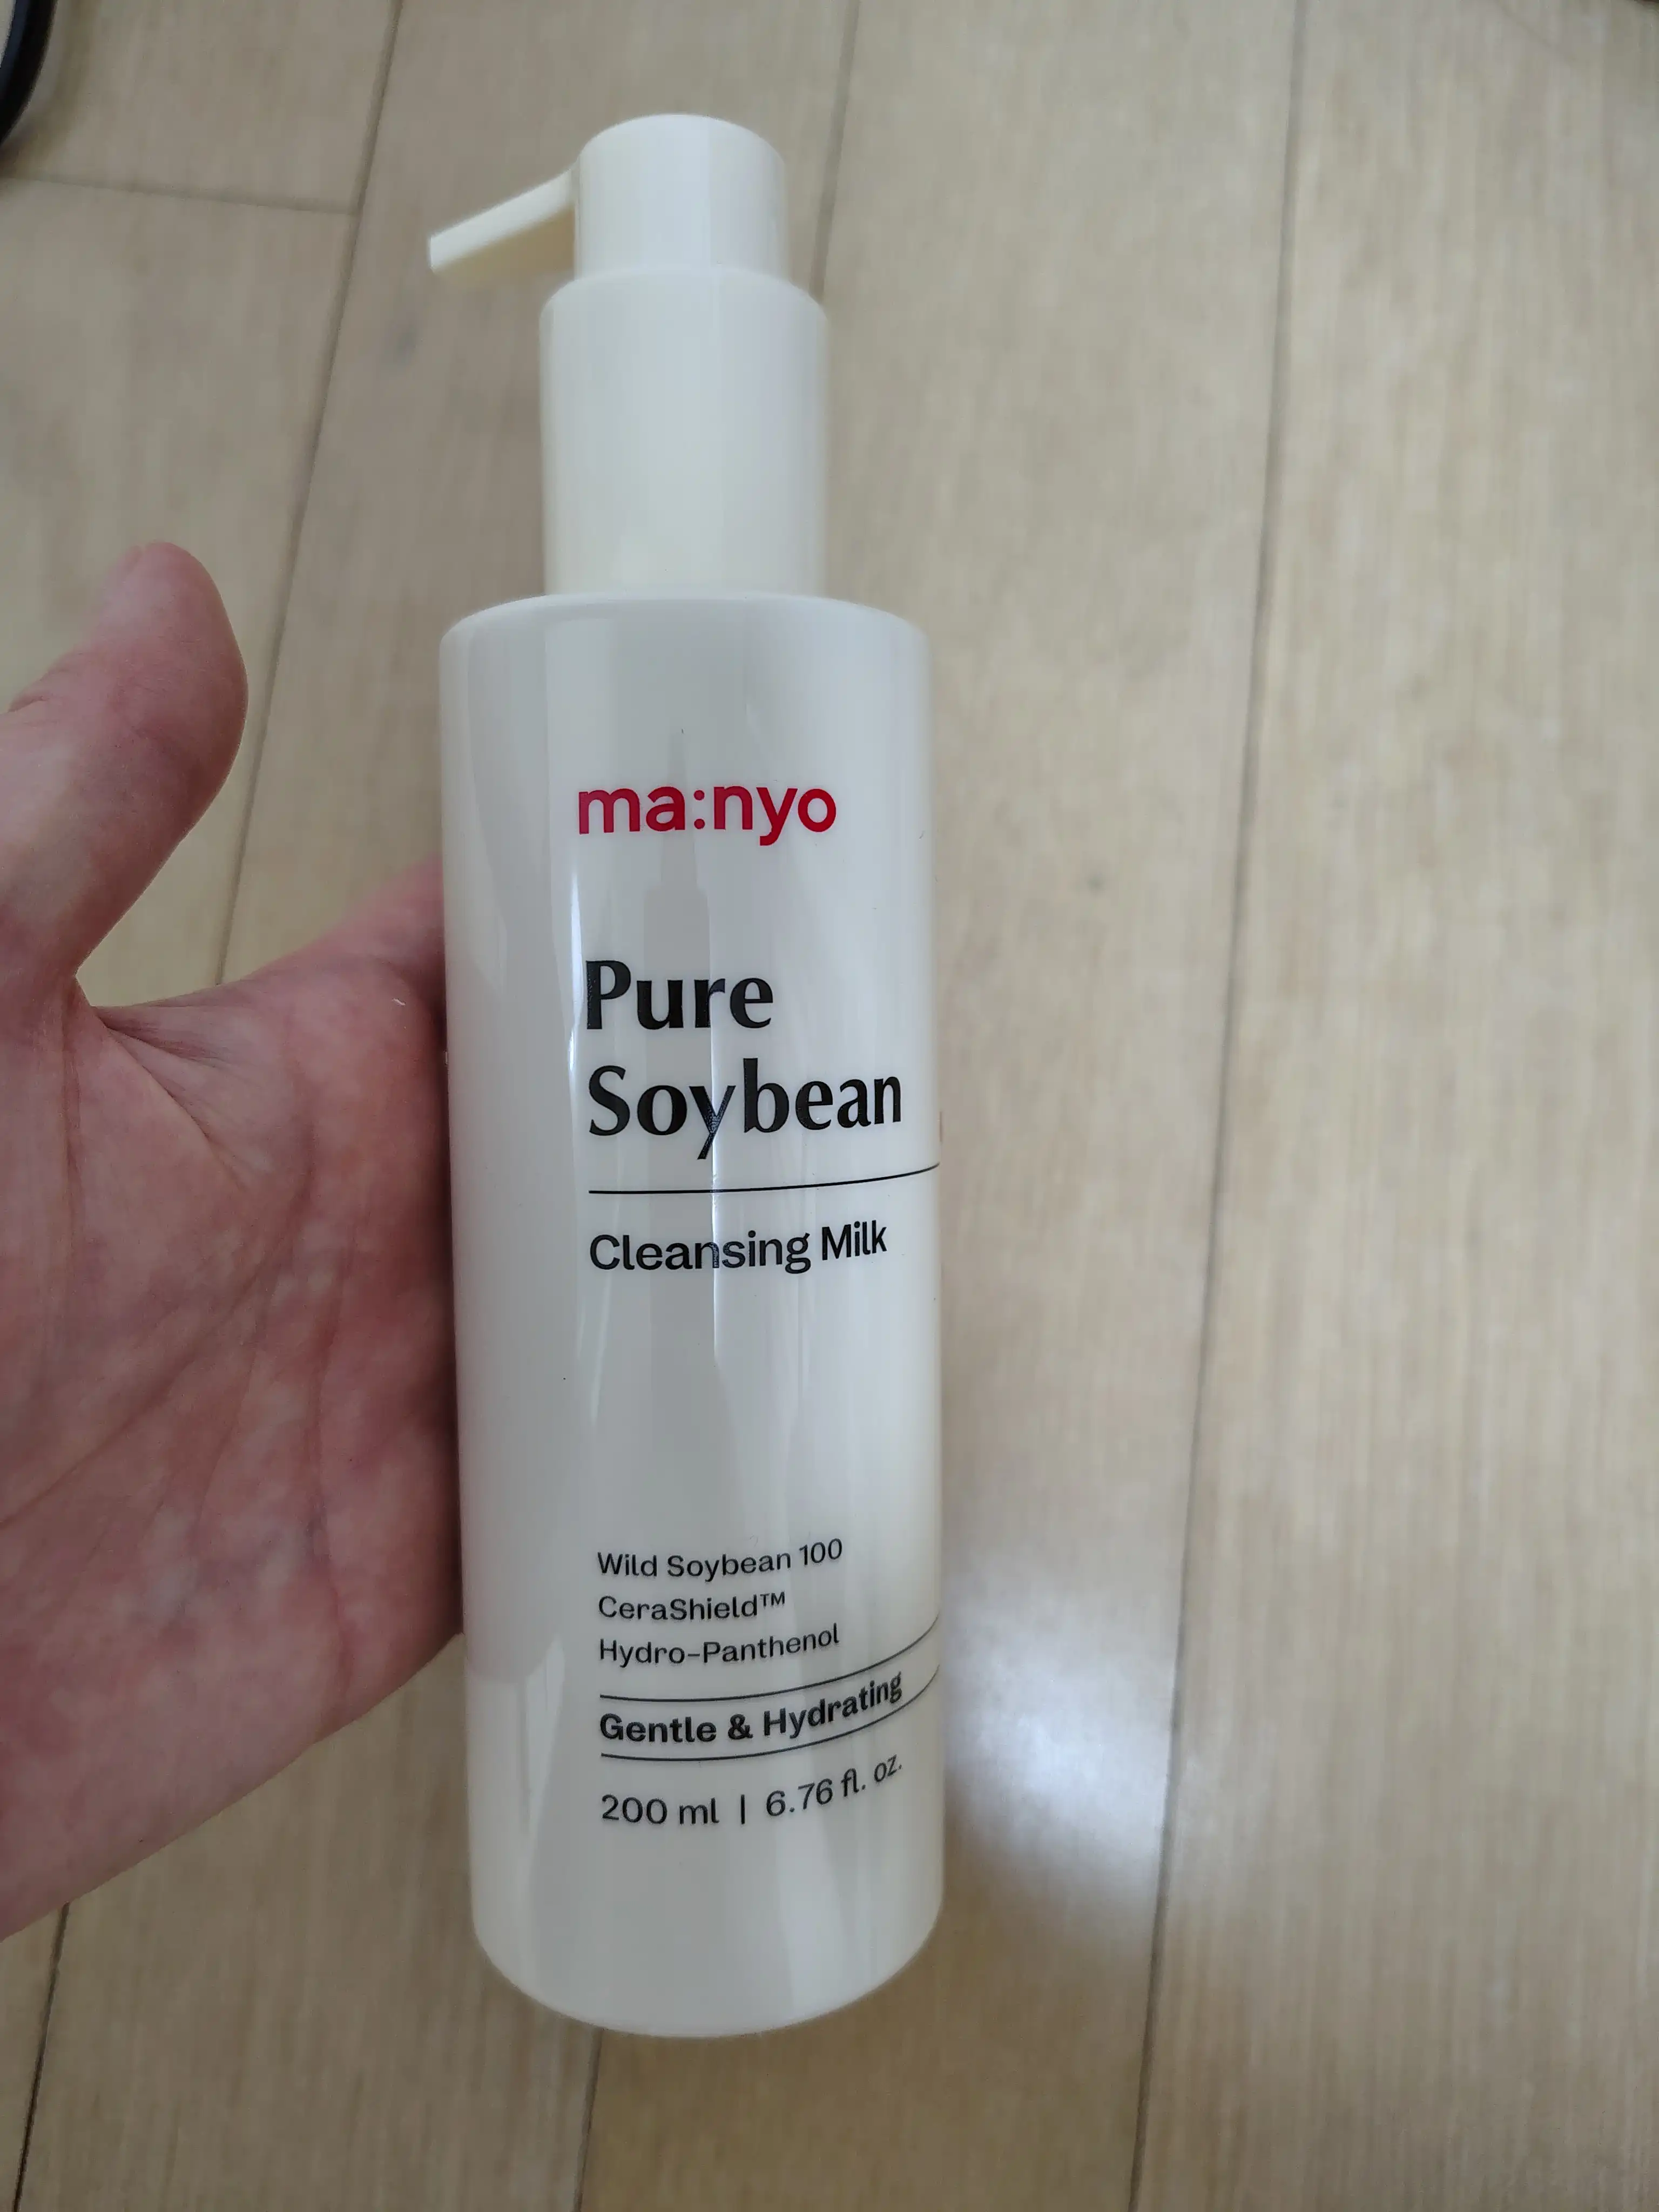 ma:nyo
Pure
Soybean
Cleansing Milk
Wild Soybean 100
CeraShield™
Hydro-Panthenol
Gentle & Hydrating
200 ml | 6.76 fl. oz.